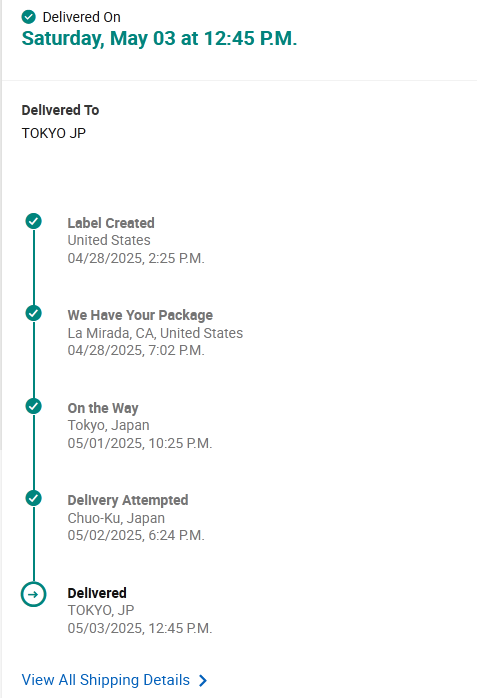 Delivered On
Saturday, May 03 at 12:45 P.M.
Delivered To
TOKYO JP
Label Created
United States
04/28/2025, 2:25 P.M.
We Have Your Package
La Mirada, CA, United States
04/28/2025, 7:02 P.M.
On the Way
Tokyo, Japan
05/01/2025, 10:25 P.M.
Delivery Attempted
Chuo-Ku, Japan
05/02/2025, 6:24 P.M.
Delivered
TOKYO, JP
05/03/2025, 12:45 P.M.
View All Shipping Details